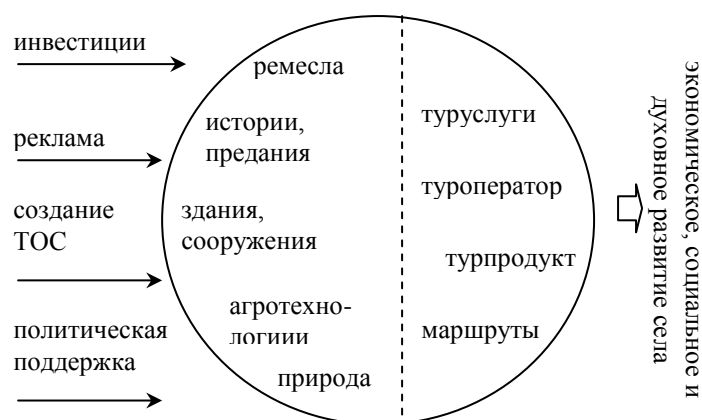 инвестиции
реклама
создание
ТОС
политическая
поддержка
ремесла
истории,
предания
здания,
сооружения
агротехно-
логиии
природа
туруслуги
туроператор
турпродукт
маршруты
экономическое, социальное и
духовное развитие села